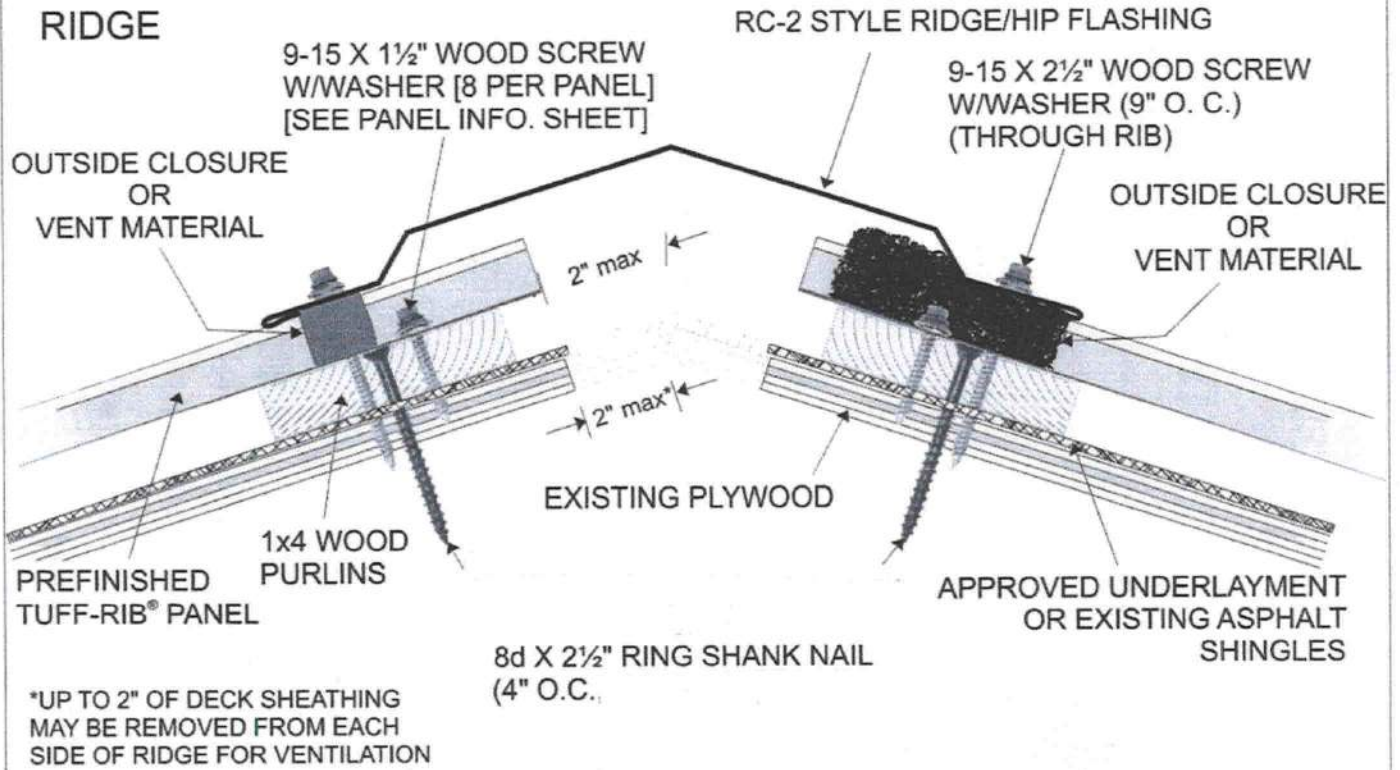 RIDGE
RC-2 STYLE RIDGE/HIP FLASHING
9-15 X 1½" WOOD SCREW
W/WASHER [8 PER PANEL]
[SEE PANEL INFO. SHEET]
9-15 X 2½" WOOD SCREW
W/WASHER (9" O. C.)
(THROUGH RIB)
OUTSIDE CLOSURE
OR
VENT MATERIAL
OUTSIDE CLOSURE
OR
VENT MATERIAL
2" max
2" max*
EXISTING PLYWOOD
1x4 WOOD
PURLINS
PREFINISHED
TUFF-RIB® PANEL
APPROVED UNDERLAYMENT
OR EXISTING ASPHALT
SHINGLES
8d X 2½" RING SHANK NAIL
(4" O.C.
*UP TO 2" OF DECK SHEATHING
MAY BE REMOVED FROM EACH
SIDE OF RIDGE FOR VENTILATION